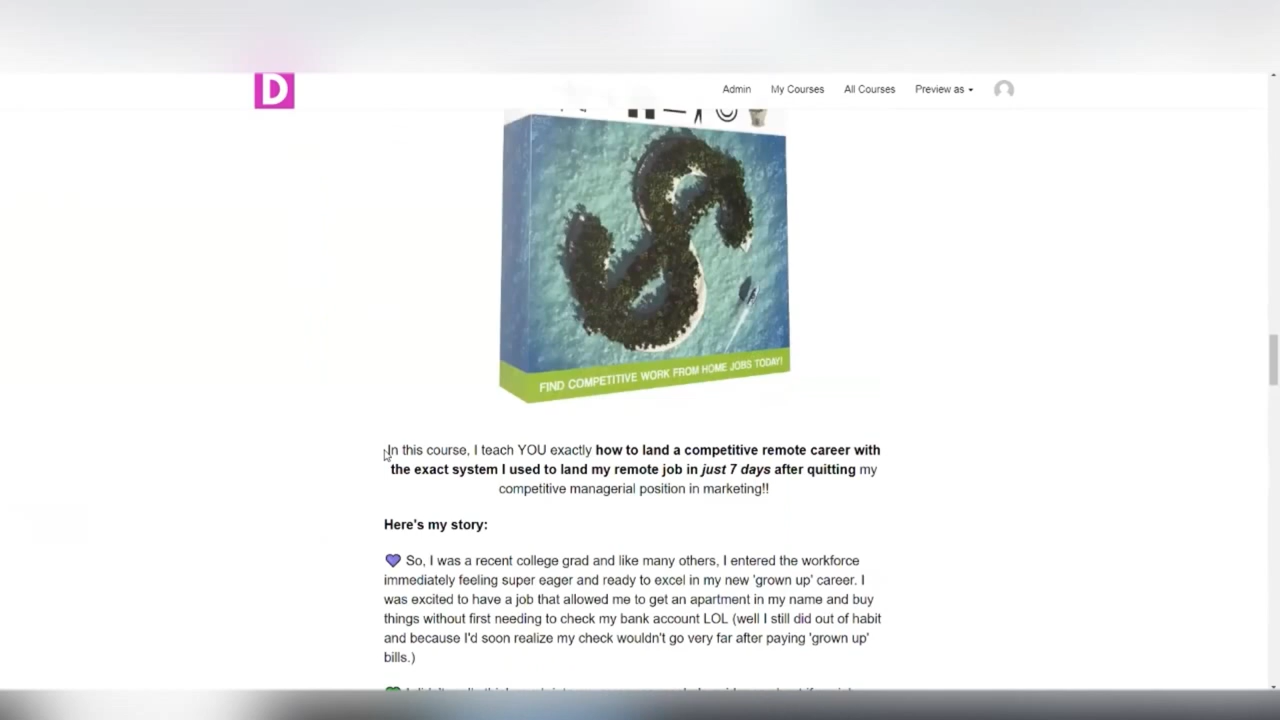 D
Admin
My Courses
All Courses
Preview as
FIND COMPETITIVE WORK FROM HOME JOBS TODAY!
In this course, I teach YOU exactly how to land a competitive remote career with
the exact system I used to land my remote job in just 7 days after quitting my
competitive managerial position in marketing!!
Here's my story:
So, I was a recent college grad and like many others, I entered the workforce
immediately feeling super eager and ready to excel in my new 'grown up' career. I
was excited to have a job that allowed me to get an apartment in my name and buy
things without first needing to check my bank account LOL (well I still did out of habit
and because I'd soon realize my check wouldn't go very far after paying 'grown up'
bills.)